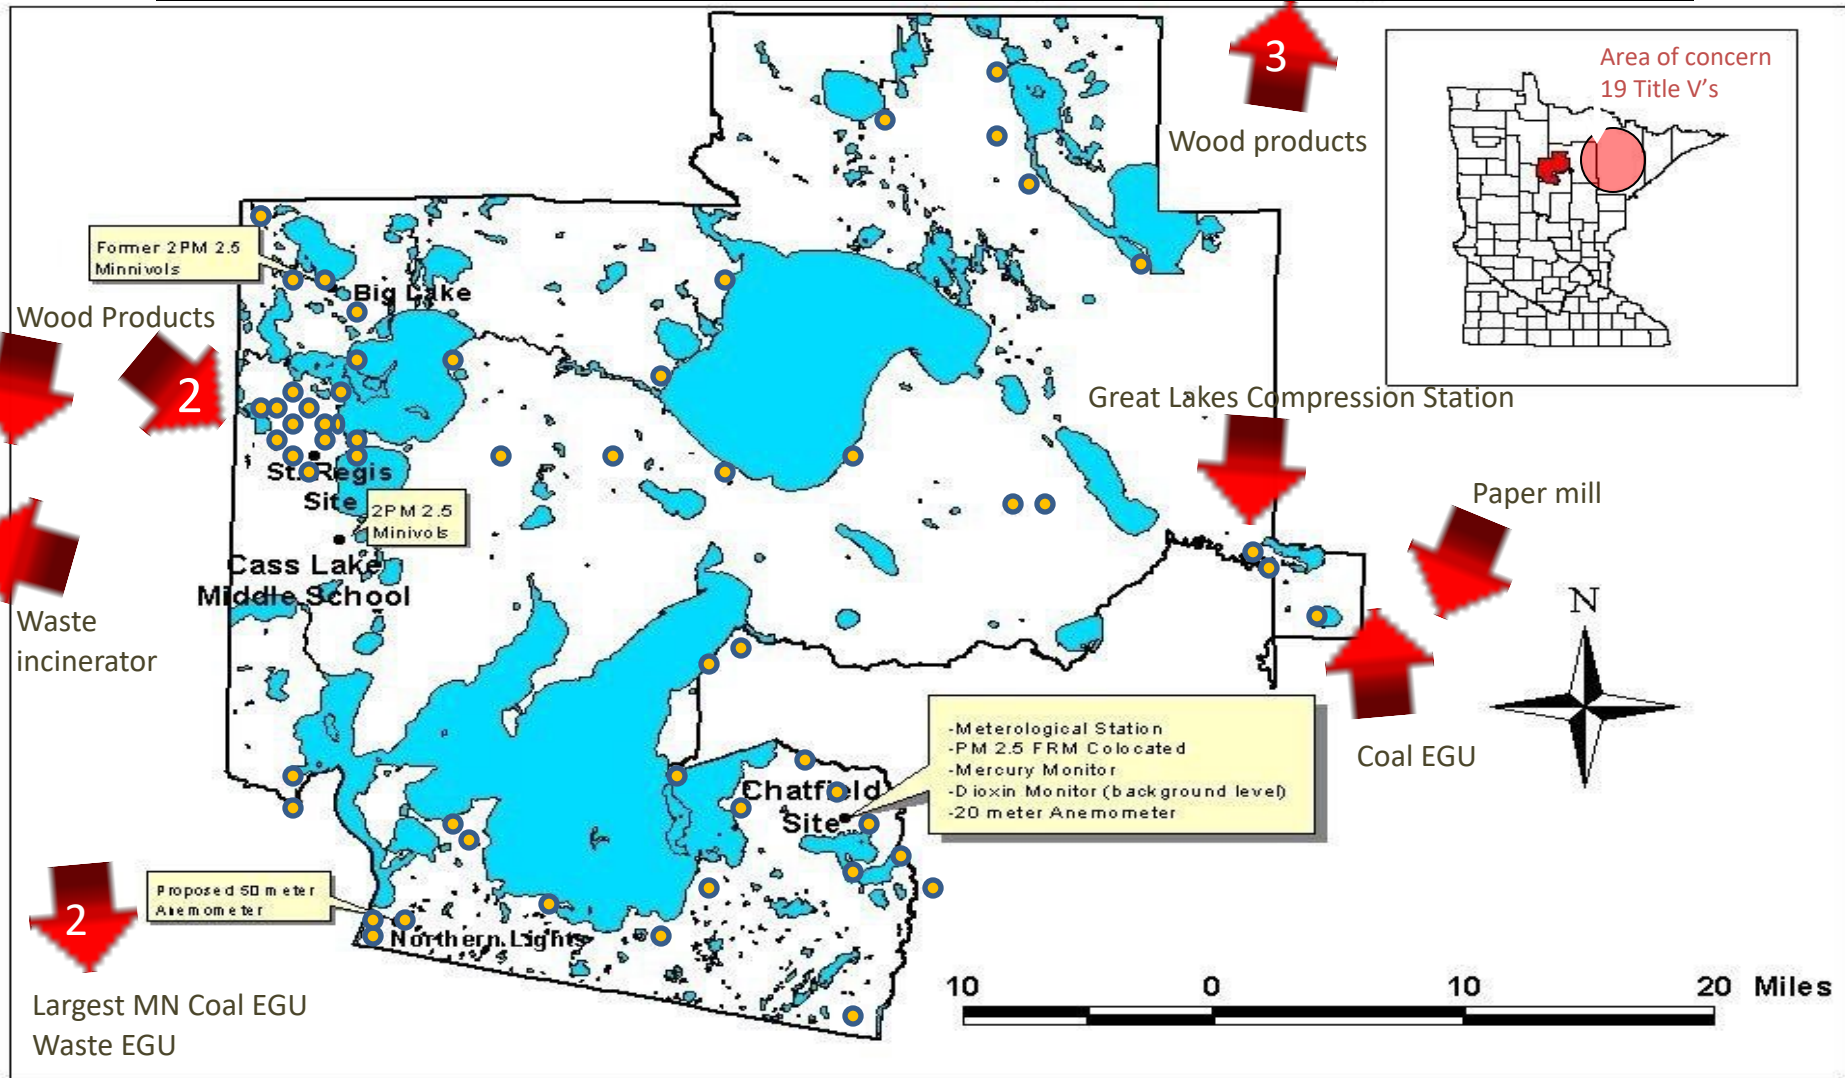 3
Wood products
Area of concern
19 Title V's
Former 2PM 2.5
Minnivols
Big Lake
Wood Products
2
Great Lakes Compression Station
St. Regis
Site
2PM 2.5
Minivols
Paper mill
Cass Lake
Middle School
Waste
incinerator
N
-Meterological Station
-PM 2.5 FRM Colocated
-Mercury Monitor
-Dioxin Monitor (background level)
-20 meter Anemometer
Coal EGU
Chatfield
Site
Proposed 50 meter
Anemometer
2
Northern Lights
Largest MN Coal EGU
Waste EGU
10 0 10 20 Miles